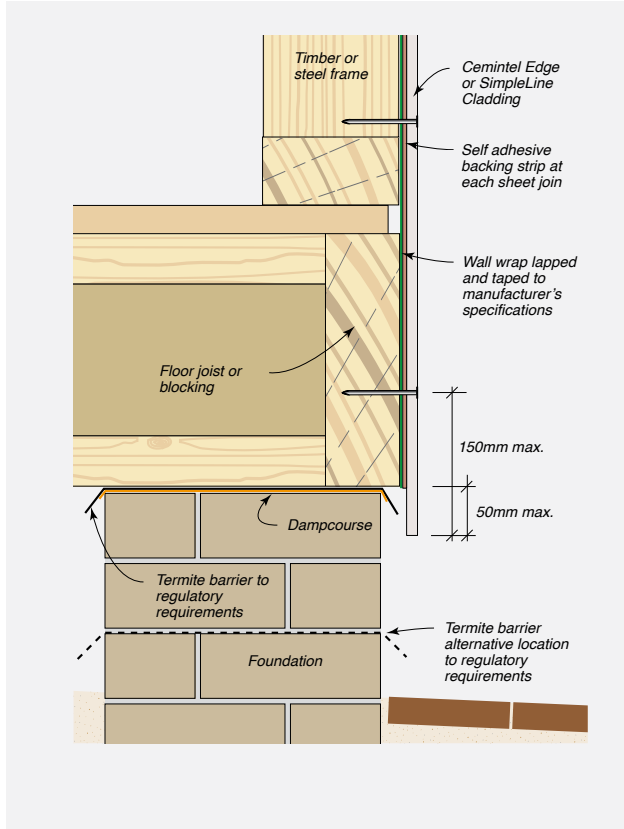 Timber or
steel frame
Cemintel Edge
or SimpleLine
Cladding
Self adhesive
backing strip at
each sheet join
Wall wrap lapped
and taped to
manufacturer’s
specifications
Floor joist or
blocking
150mm max.
50mm max.
Dampcourse
Termite barrier to
regulatory
requirements
Termite barrier
alternative location
to regulatory
requirements
Foundation